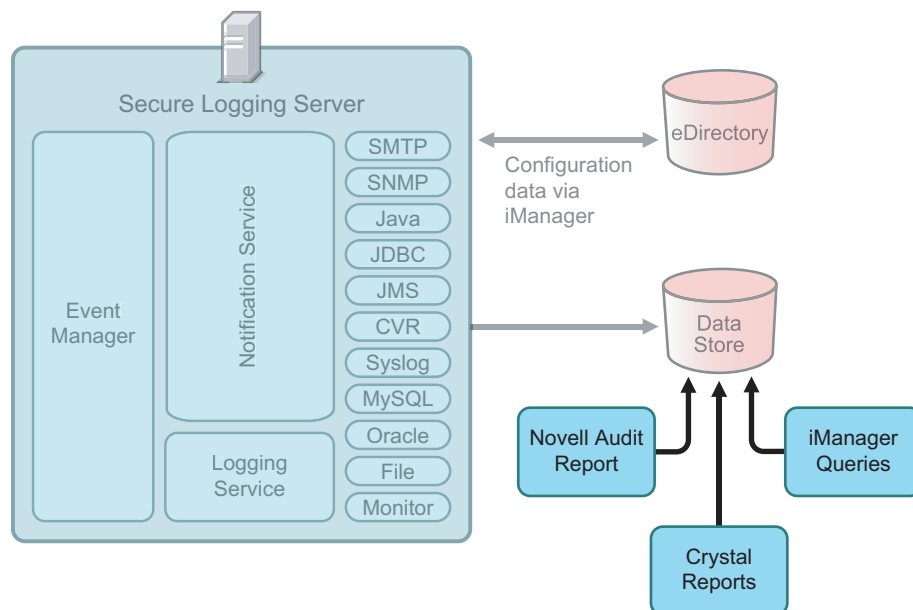 Secure Logging Server
Event
Manager
Notification Service
Logging
Service
SMTP
SNMP
Java
JDBC
JMS
CVR
Syslog
MySQL
Oracle
File
Monitor
Configuration
data via
iManager
eDirectory
Data
Store
Novell Audit
Report
iManager
Queries
Crystal
Reports